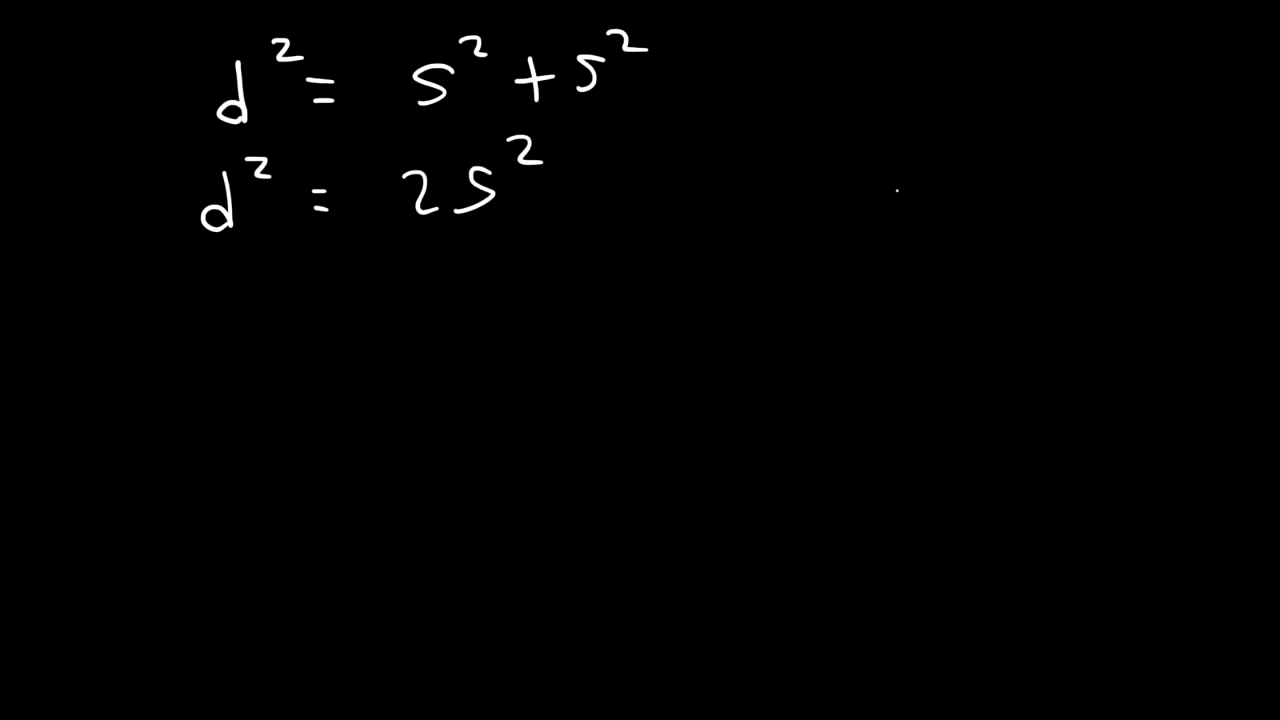 d² = s² + s²
d² = 2s²